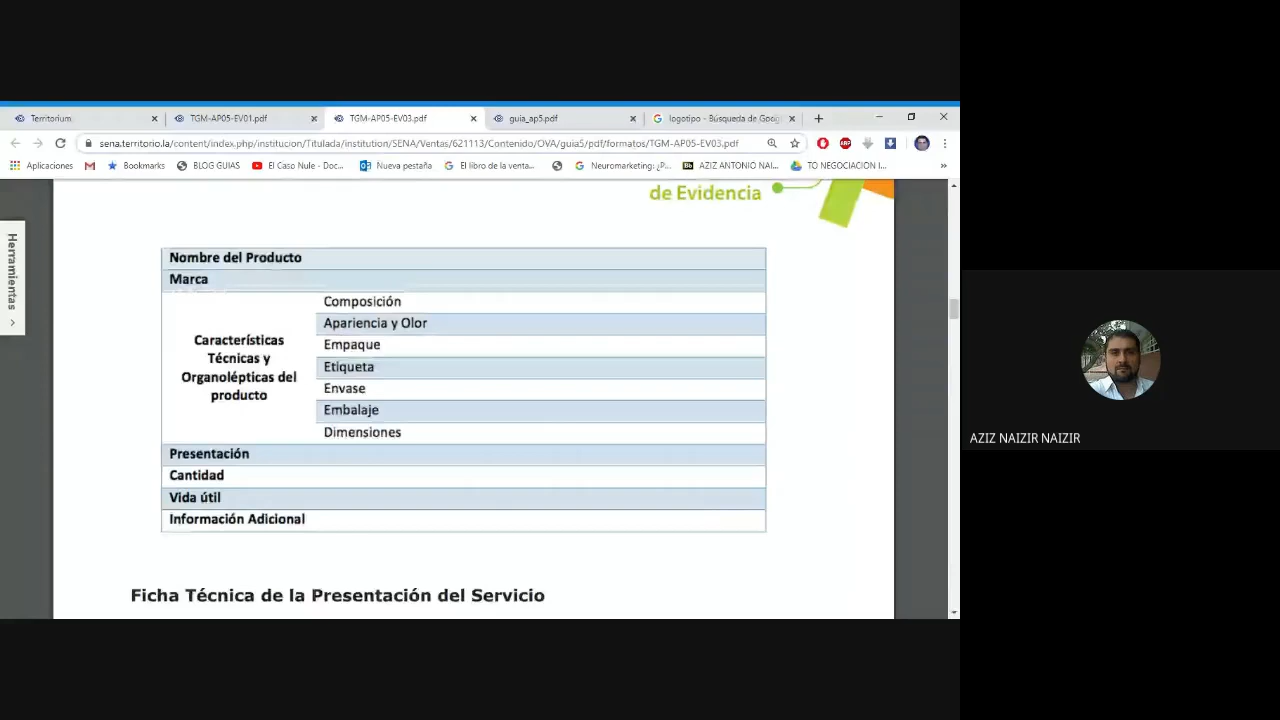 Territorium
TGM-AP05-EV01.pdf
TGM-AP05-EV03.pdf
guia_ap5.pdf
logotipo - Búsqueda de Goog
sena.territorio.la/content/index.php/institucion/Titulada/institution/SENA/Ventas/621113/Contenido/OVA/guia5/pdf/formatos/TGM-AP05-EV03.pdf
Aplicaciones
Bookmarks
BLOG GUIAS
El Caso Nule - Doc...
Nueva pestaña
El libro de la venta...
Neuromarketing: ¿P...
AZIZ ANTONIO NAI...
TO NEGOCIACION I...
»
de Evidencia
Herramientas
Nombre del Producto
Marca
Características
Técnicas y
Organolépticas del
producto
Composición
Apariencia y Olor
Empaque
Etiqueta
Envase
Embalaje
Dimensiones
Presentación
Cantidad
Vida útil
Información Adicional
Ficha Técnica de la Presentación del Servicio
AZIZ NAIZIR NAIZIR